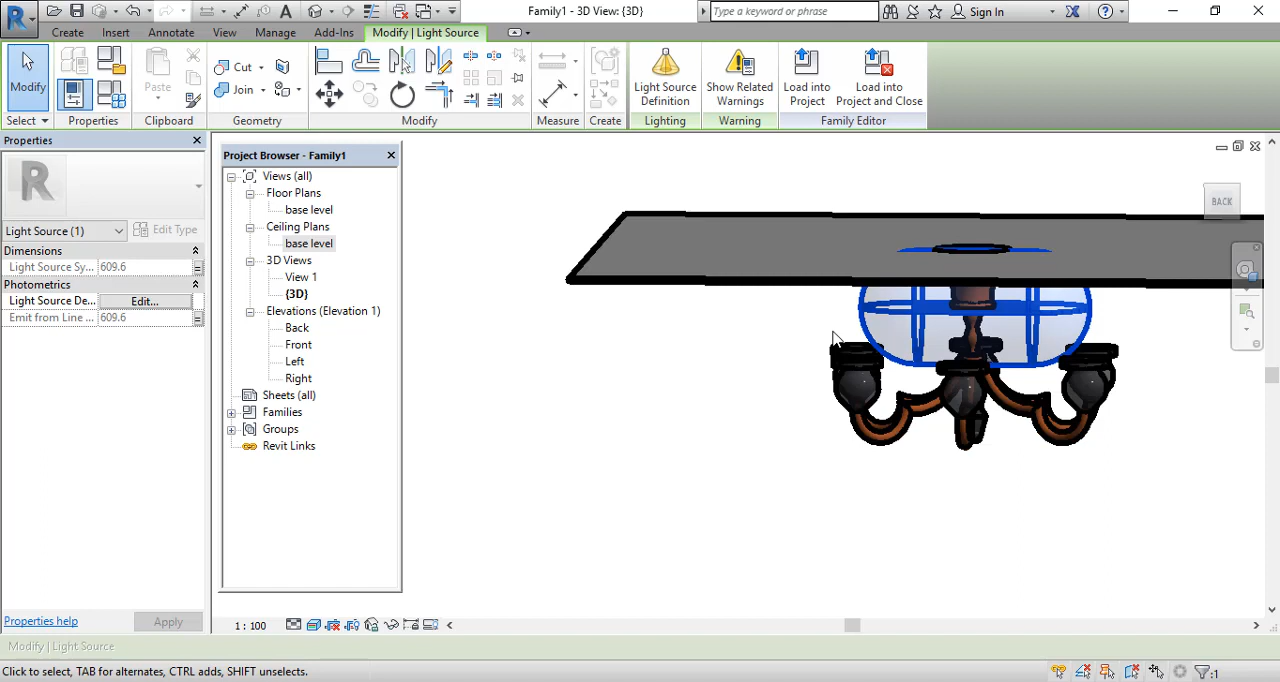 Family1 - 3D View: {3D}
Type a keyword or phrase
Sign In
Create
Insert
Annotate
View
Manage
Add-Ins
Modify | Light Source
Modify
Select
Properties
Paste
Clipboard
Cut
Join
Geometry
Modify
Measure
Create
Light Source
Definition
Lighting
Show Related
Warnings
Warning
Load into
Project
Load into
Project and Close
Family Editor
Properties
R
Light Source (1)
Edit Type
Dimensions
Light Source Sy... 609.6
Photometrics
Light Source De... Edit...
Emit from Line ... 609.6
Properties help
Apply
Project Browser - Family1
Views (all)
Floor Plans
base level
Ceiling Plans
base level
3D Views
View 1
{3D}
Elevations (Elevation 1)
Back
Front
Left
Right
Sheets (all)
Families
Groups
Revit Links
BACK
1 : 100
Modify | Light Source
Click to select, TAB for alternates, CTRL adds, SHIFT unselects.
:1